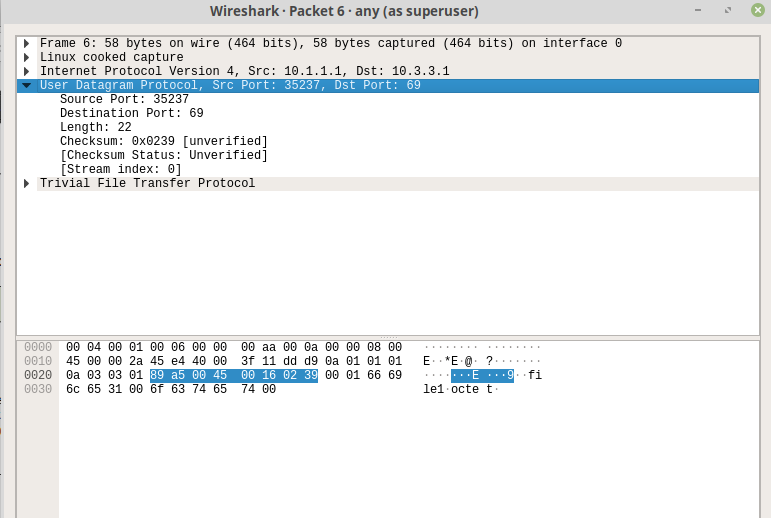 Wireshark · Packet 6 · any (as superuser)
Frame 6: 58 bytes on wire (464 bits), 58 bytes captured (464 bits) on interface 0
Linux cooked capture
Internet Protocol Version 4, Src: 10.1.1.1, Dst: 10.3.3.1
User Datagram Protocol, Src Port: 35237, Dst Port: 69
Source Port: 35237
Destination Port: 69
Length: 22
Checksum: 0x0239 [unverified]
[Checksum Status: Unverified]
[Stream index: 0]
Trivial File Transfer Protocol
0000 00 04 00 01 00 06 00 00 00 aa 00 0a 00 00 08 00 ········ ········
0010 45 00 00 2a 45 e4 40 00 3f 11 dd d9 0a 01 01 01 E··*E·@· ?·······
0020 0a 03 03 01 89 a5 00 45 00 16 02 39 00 01 66 69 ·······E ···9··fi
0030 6c 65 31 00 6f 63 74 65 74 00 le1·octe t·